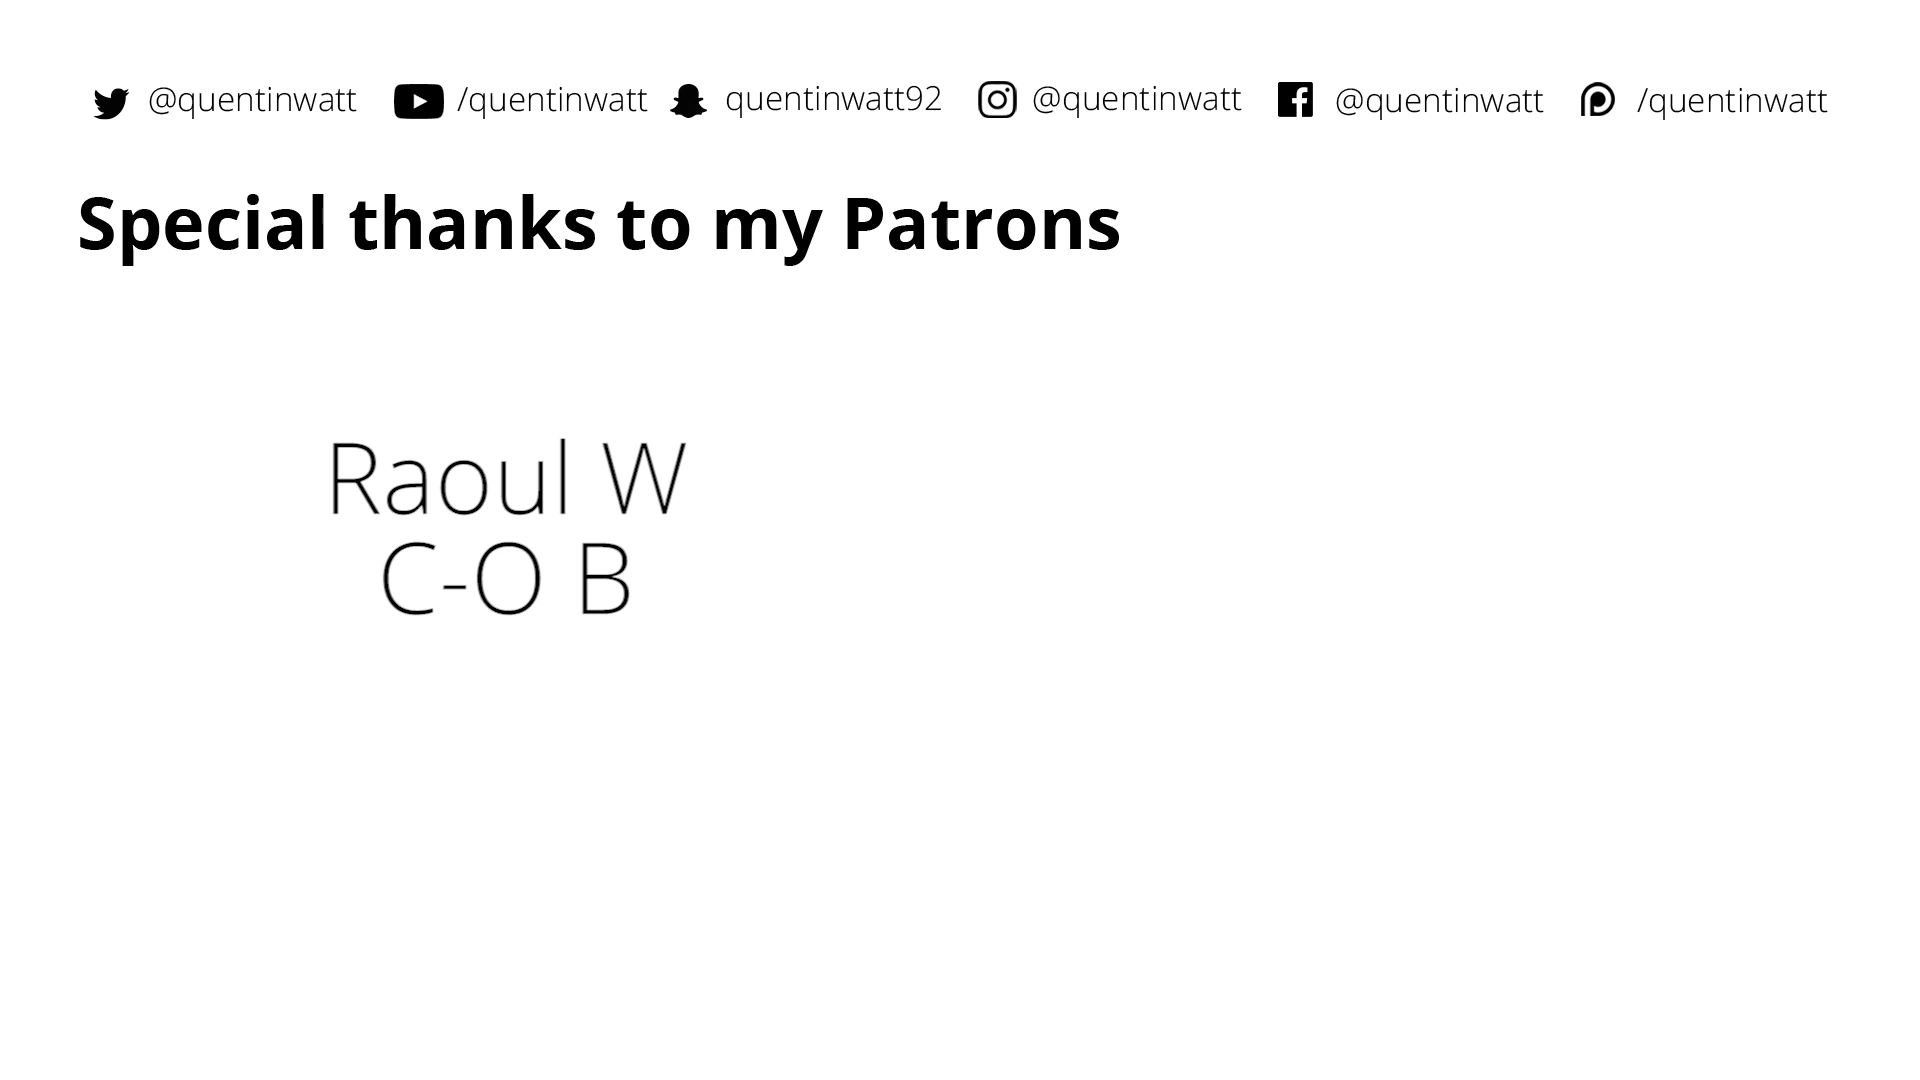 @quentinwatt /quentinwatt quentinwatt92 @quentinwatt @quentinwatt /quentinwatt
Special thanks to my Patrons
Raoul W
C-O B